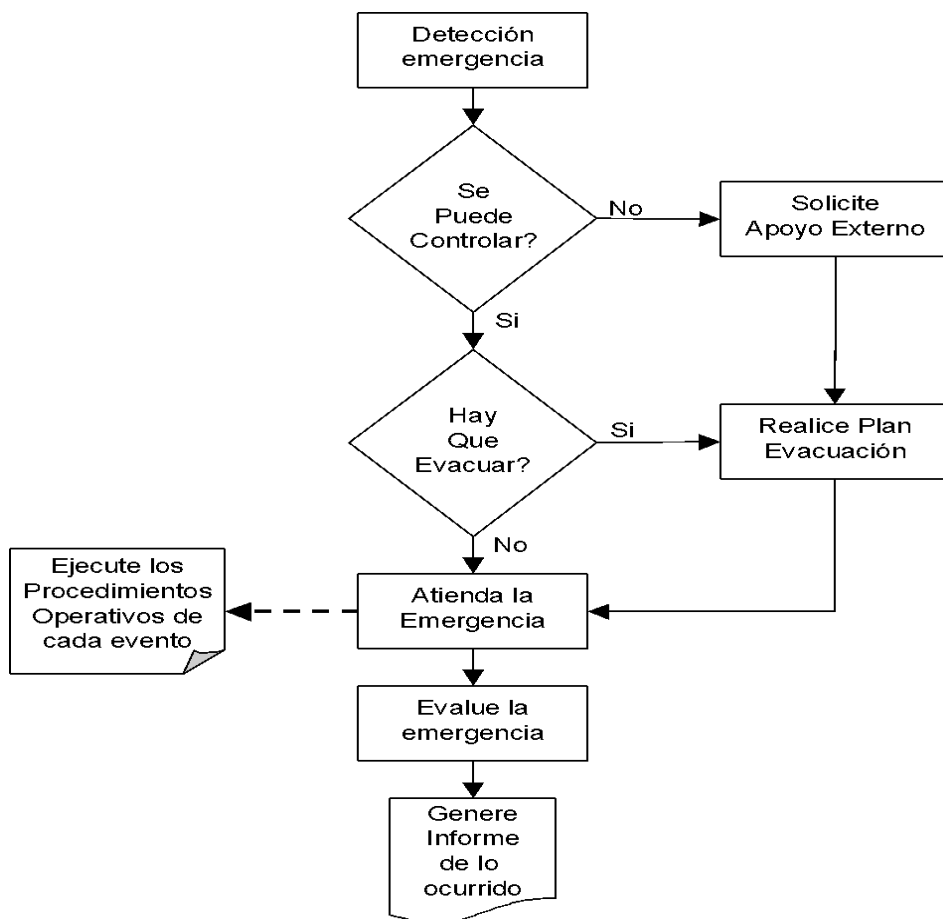 Detección
emergencia
Se
Puede
Controlar?
No
Solicite
Apoyo Externo
Si
Hay
Que
Evacuar?
Si
Realice Plan
Evacuación
No
Ejecute los
Procedimientos
Operativos de
cada evento
Atienda la
Emergencia
Evalue la
emergencia
Genere
Informe
de lo
ocurrido